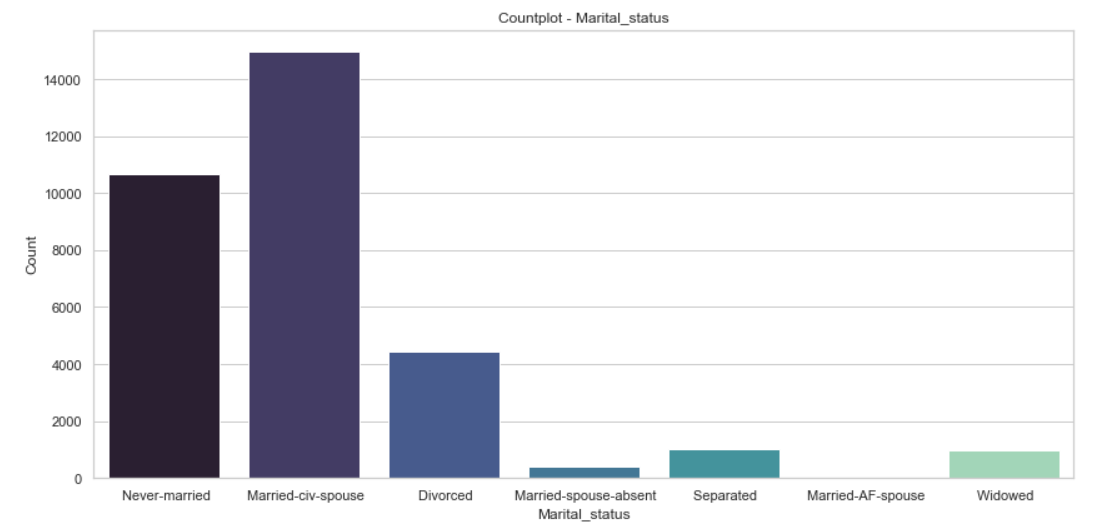 Countplot - Marital_status
Count
14000
12000
10000
8000
6000
4000
2000
0
Never-married Married-civ-spouse Divorced Married-spouse-absent Separated Married-AF-spouse Widowed
Marital_status